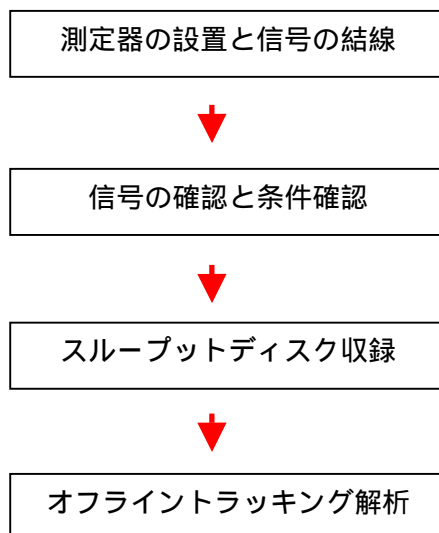 測定器の設置と信号の結線
信号の確認と条件確認
スループットディスク収録
オフライントラッキング解析